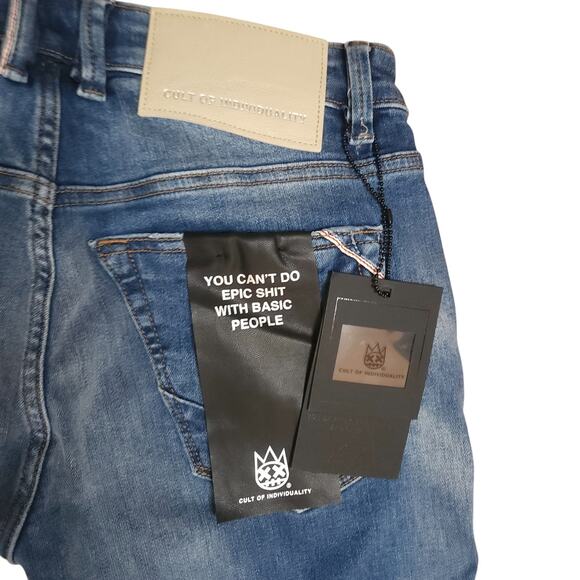 CULT OF INDIVIDUALITY
YOU CAN'T DO
EPIC SHIT
WITH BASIC
PEOPLE
CULT OF INDIVIDUALITY
CULT OF INDIVIDUALITY